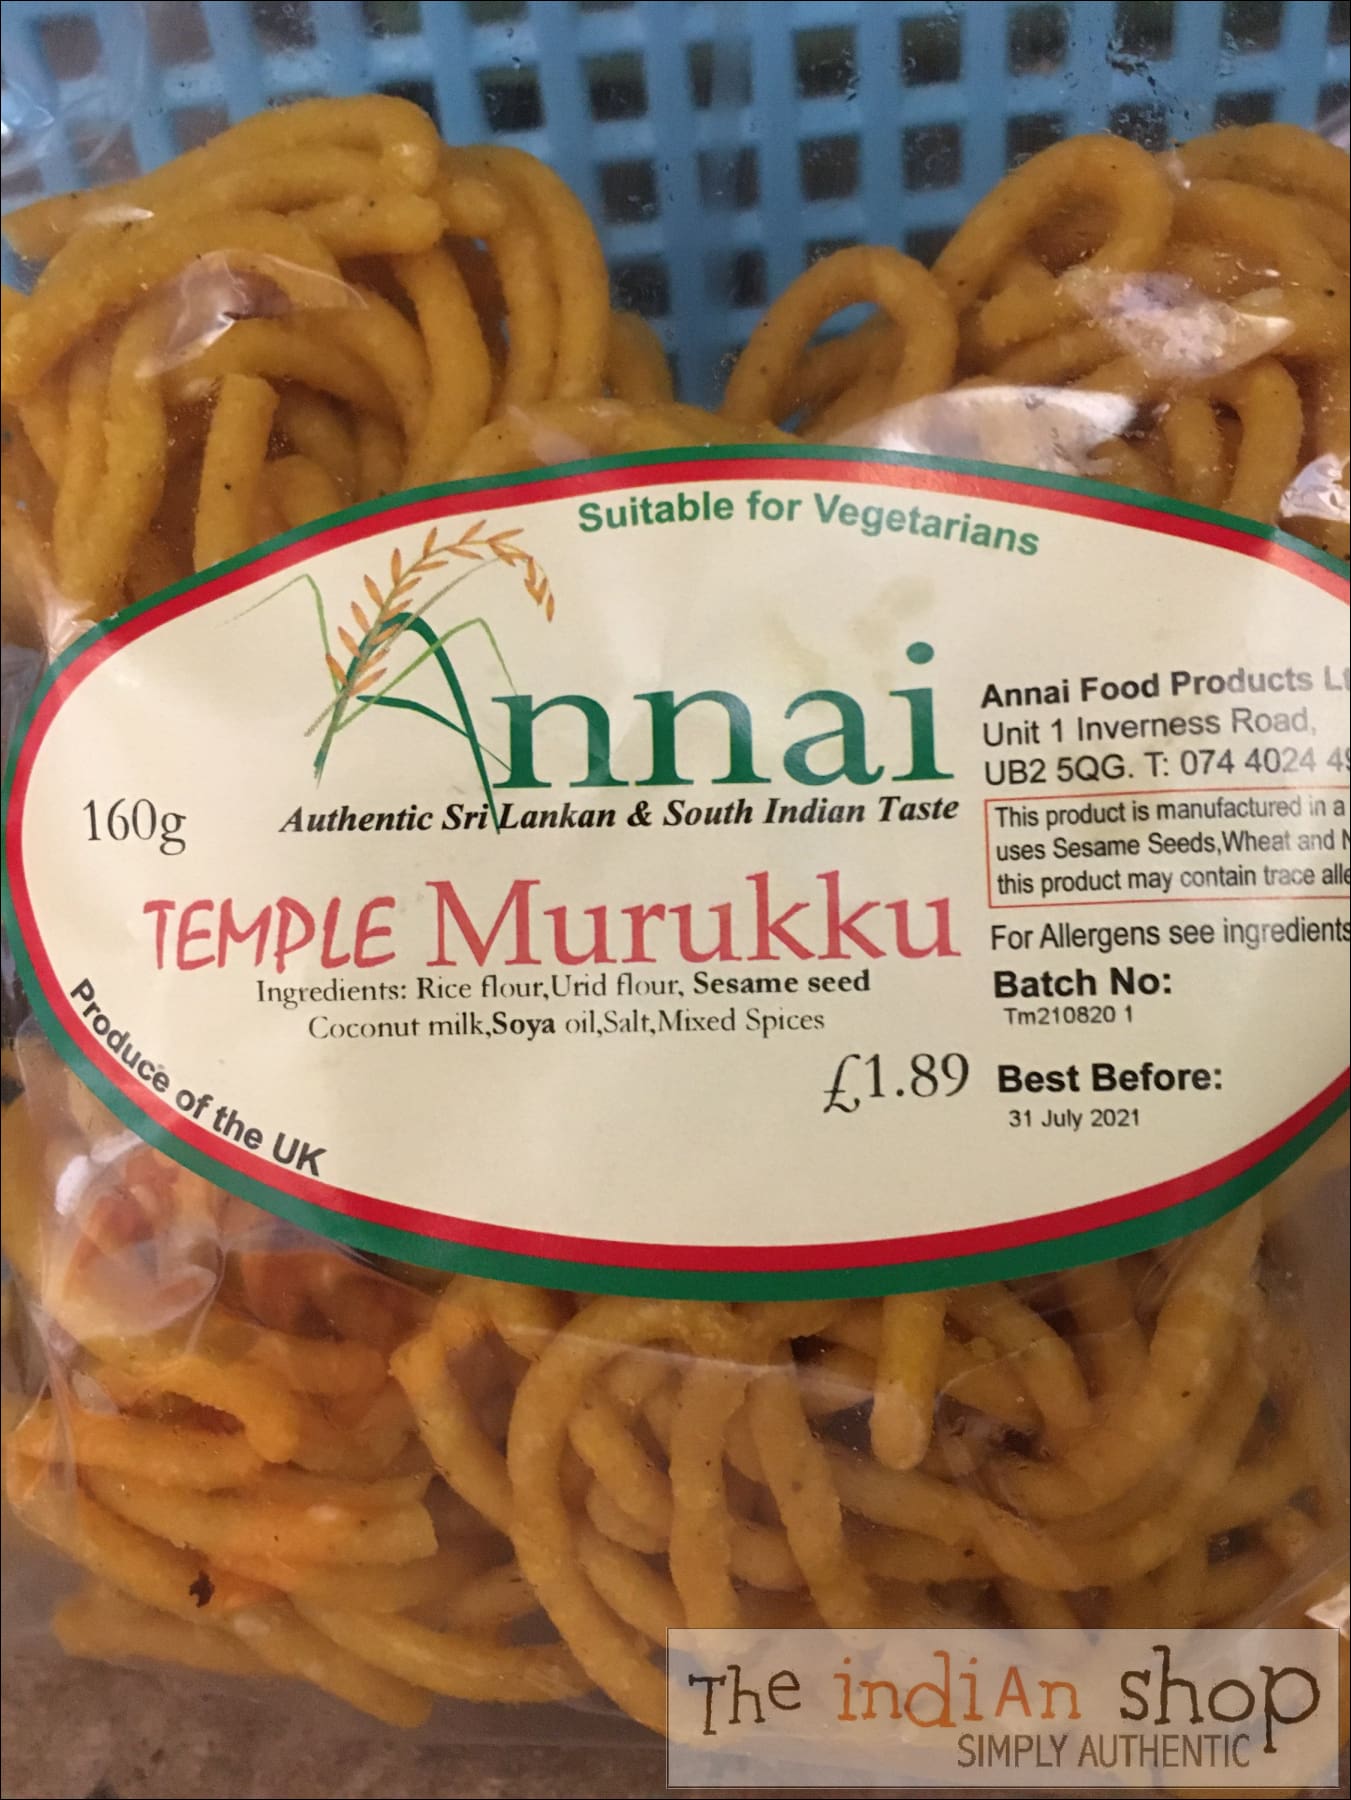 Suitable for Vegetarians
Annai
Authentic Sri Lankan & South Indian Taste
160g
TEMPLE Murukku
Ingredients: Rice flour,Urid flour, Sesame seed
Coconut milk,Soya oil,Salt,Mixed Spices
£1.89
Produce of the UK
Annai Food Products
Unit 1 Inverness Road,
UB2 5QG. T: 074 4024
This product is manufactured in a
uses Sesame Seeds,Wheat and
this product may contain trace
For Allergens see ingredients
Batch No:
Tm210820 1
Best Before:
31 July 2021
The indiAn shop
SIMPLY AUTHENTIC